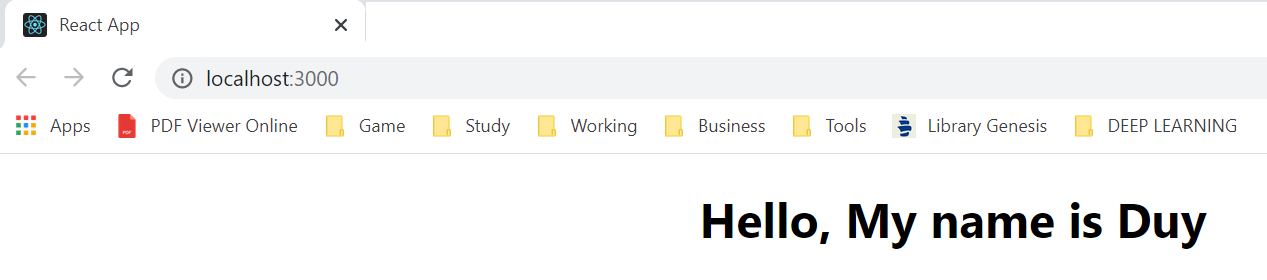 React App
localhost:3000
Apps PDF Viewer Online Game Study Working Business Tools Library Genesis DEEP LEARNING
Hello, My name is Duy